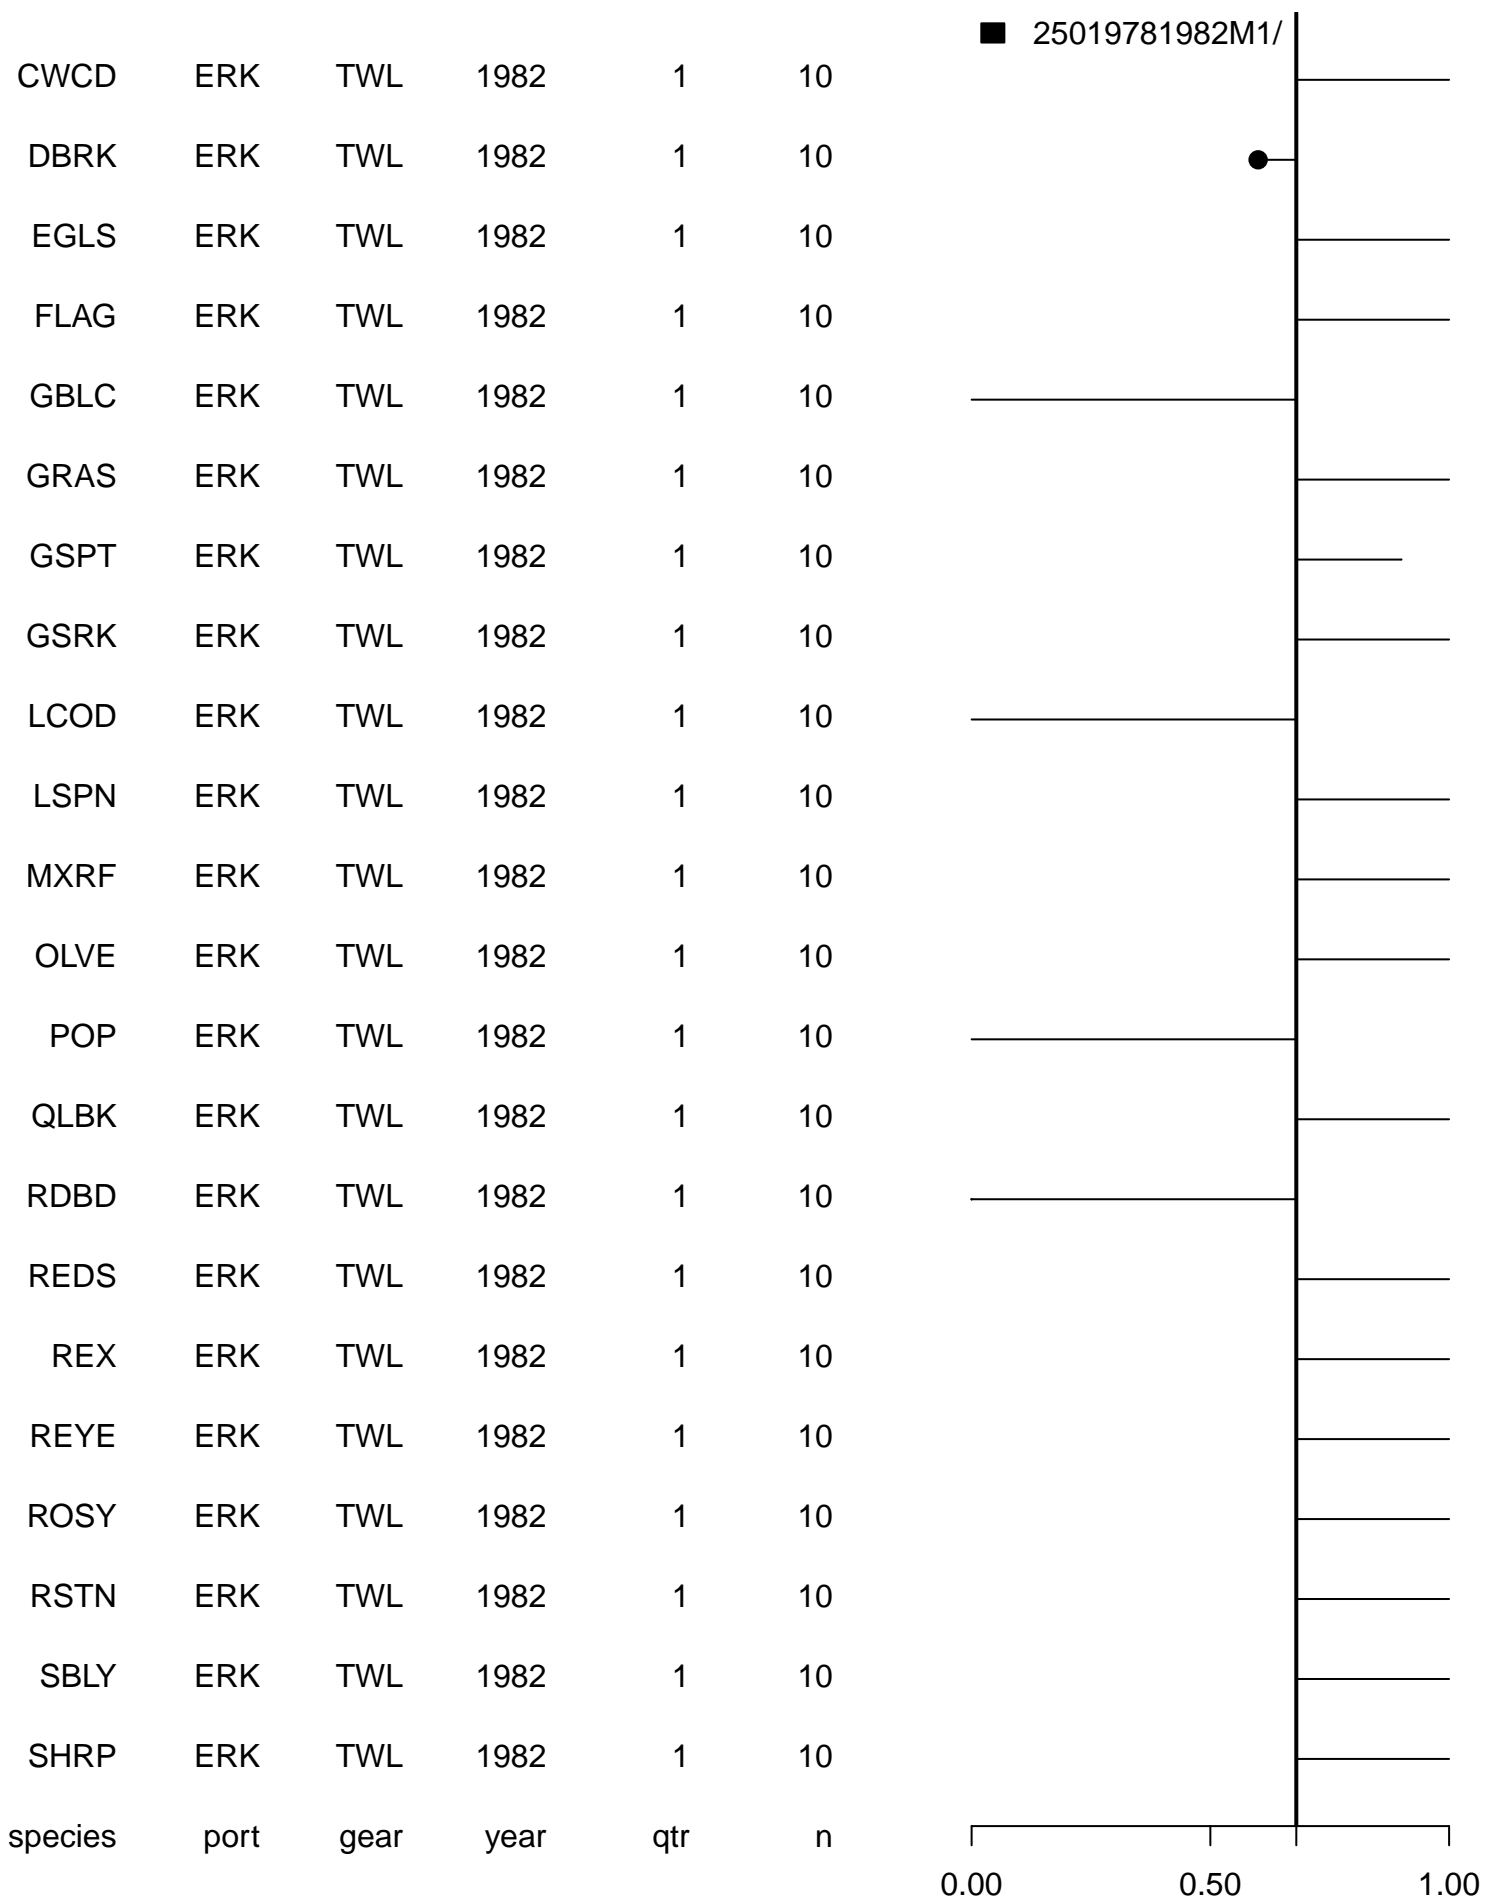 25019781982M1/
CWCD ERK TWL 1982 1 10
DBRK ERK TWL 1982 1 10
EGLS ERK TWL 1982 1 10
FLAG ERK TWL 1982 1 10
GBLC ERK TWL 1982 1 10
GRAS ERK TWL 1982 1 10
GSPT ERK TWL 1982 1 10
GSRK ERK TWL 1982 1 10
LCOD ERK TWL 1982 1 10
LSPN ERK TWL 1982 1 10
MXRF ERK TWL 1982 1 10
OLVE ERK TWL 1982 1 10
POP ERK TWL 1982 1 10
QLBK ERK TWL 1982 1 10
RDBD ERK TWL 1982 1 10
REDS ERK TWL 1982 1 10
REX ERK TWL 1982 1 10
REYE ERK TWL 1982 1 10
ROSY ERK TWL 1982 1 10
RSTN ERK TWL 1982 1 10
SBLY ERK TWL 1982 1 10
SHRP ERK TWL 1982 1 10
species port gear year qtr n
0.00 0.50 1.00